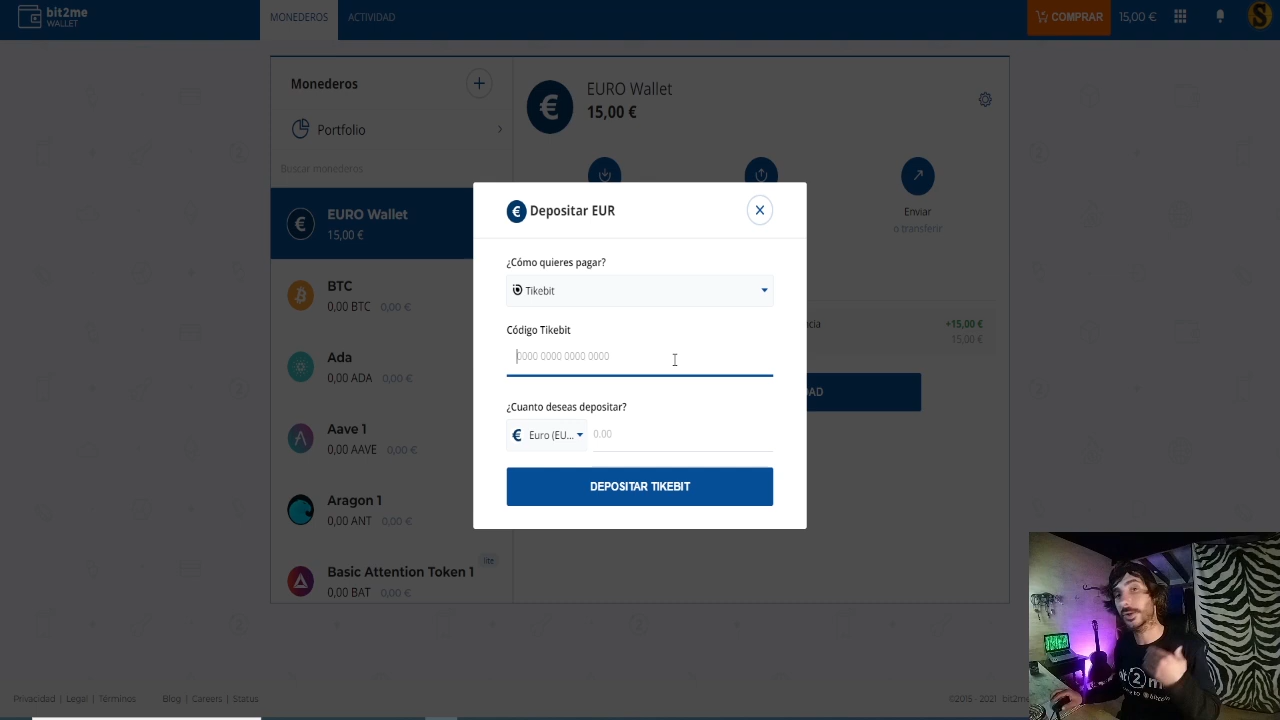 bit2me
WALLET
MONEDEROS
ACTIVIDAD
COMPRAR
15,00 €
Monederos
Portfolio
Buscar monederos
EURO Wallet
15,00 €
BTC
0,00 BTC 0,00 €
Ada
0,00 ADA 0,00 €
Aave 1
0,00 AAVE 0,00 €
Aragon 1
0,00 ANT 0,00 €
lite
Basic Attention Token 1
0,00 BAT 0,00 €
EURO Wallet
15,00 €
Enviar
o transferir
+15,00 €
15,00 €
Depositar EUR
¿Cómo quieres pagar?
Tikebit
Código Tikebit
0000 0000 0000 0000
¿Cuanto deseas depositar?
Euro (EU...
0.00
DEPOSITAR TIKEBIT
Privacidad | Legal | Términos
Blog | Careers | Status
©2015 - 2021 bit2me
bit2me